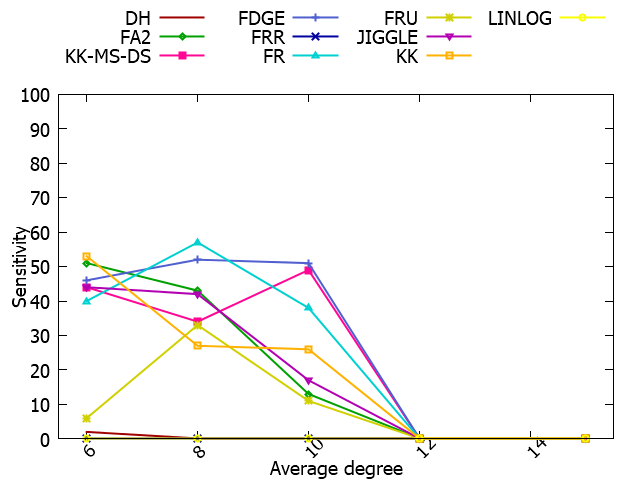 DH FDGE FRU LINLOG
FA2 FRR JIGGLE
KK-MS-DS FR KK
100
90
80
70
60
50
40
30
20
10
0
Sensitivity
6 8 10 12 14
Average degree